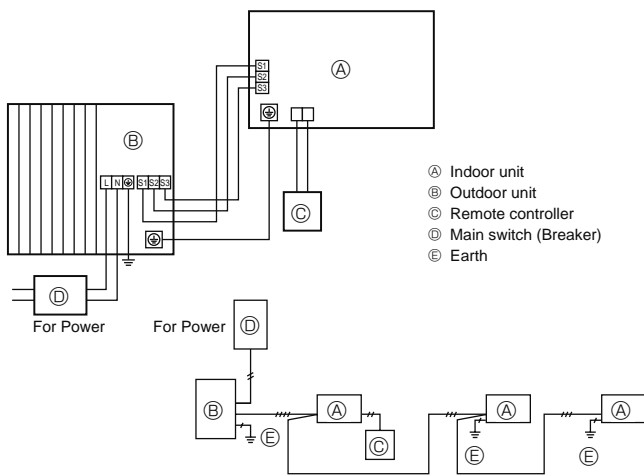 S1
S2
S3
Ⓐ
Ⓑ
L N S1 S2 S3
Ⓒ
Ⓓ
For Power
Ⓐ Indoor unit
Ⓑ Outdoor unit
Ⓒ Remote controller
Ⓓ Main switch (Breaker)
Ⓔ Earth
For Power Ⓓ
Ⓑ Ⓐ Ⓐ Ⓐ
Ⓔ Ⓒ Ⓔ Ⓔ